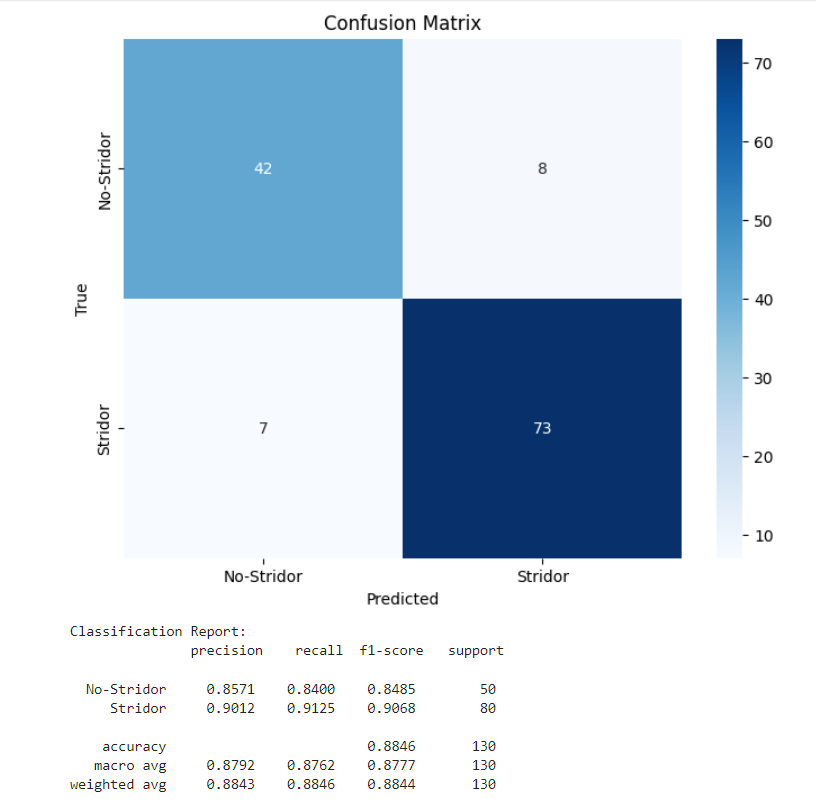 Confusion Matrix
No-Stridor
Stridor
True
42
8
7
73
70
60
50
40
30
20
10
No-Stridor
Stridor
Predicted
Classification Report:
precision recall f1-score support
No-Stridor 0.8571 0.8400 0.8485 50
Stridor 0.9012 0.9125 0.9068 80
accuracy 0.8846 130
macro avg 0.8792 0.8762 0.8777 130
weighted avg 0.8843 0.8846 0.8844 130